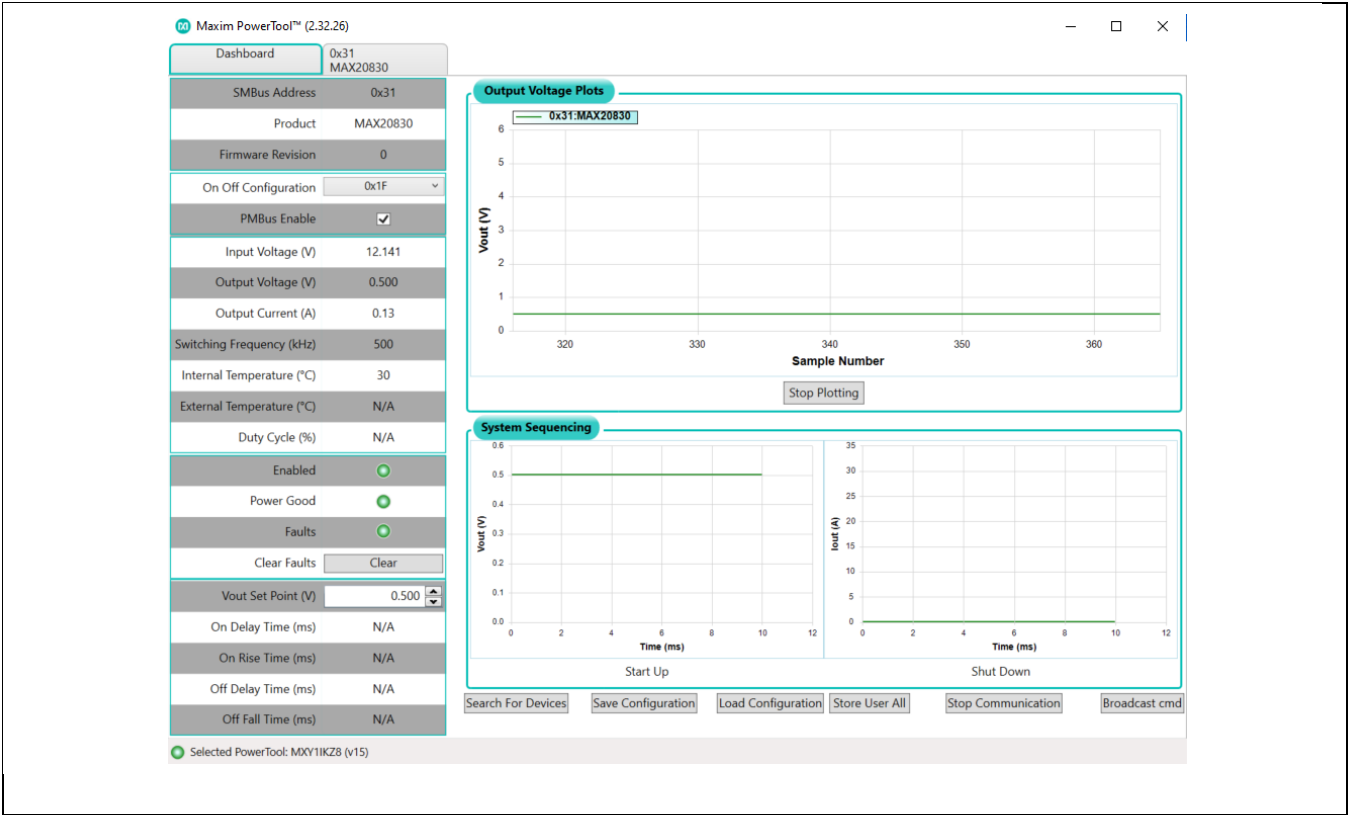 Maxim PowerTool™ (2.32.26)
Dashboard
0x31
MAX20830
SMBus Address 0x31
Product MAX20830
Firmware Revision 0
On Off Configuration 0x1F
PMBus Enable
Input Voltage (V) 12.141
Output Voltage (V) 0.500
Output Current (A) 0.13
Switching Frequency (kHz) 500
Internal Temperature (°C) 30
External Temperature (°C) N/A
Duty Cycle (%) N/A
Enabled
Power Good
Faults
Clear Faults Clear
Vout Set Point (V) 0.500
On Delay Time (ms) N/A
On Rise Time (ms) N/A
Off Delay Time (ms) N/A
Off Fall Time (ms) N/A
Output Voltage Plots
0x31:MAX20830
6
5
4
3
2
1
0
Vout (V)
320 330 340 350 360
Sample Number
Stop Plotting
System Sequencing
0.6
0.5
0.4
0.3
0.2
0.1
0.0
Vout (V)
0 2 4 6 8 10 12
Time (ms)
Start Up
35
30
25
20
15
10
5
0
Iout (A)
0 2 4 6 8 10 12
Time (ms)
Shut Down
Search For Devices Save Configuration Load Configuration Store User All Stop Communication Broadcast cmd
Selected PowerTool: MXY1IKZ8 (v15)